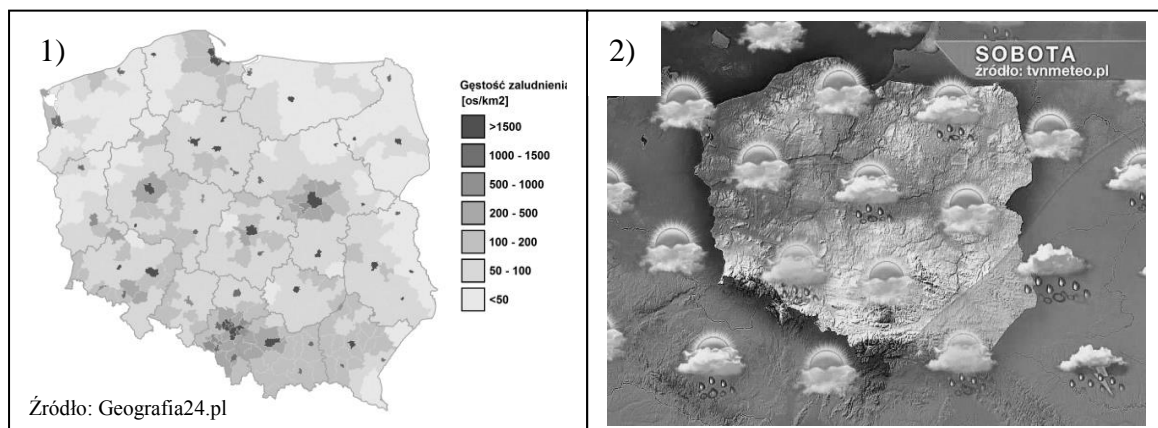 1)
Gęstość zaludnienia
[os/km2]
>1500
1000 - 1500
500 - 1000
200 - 500
100 - 200
50 - 100
<50
Źródło: Geografia24.pl
2)
SOBOTA
źródło: tvnmeteo.pl